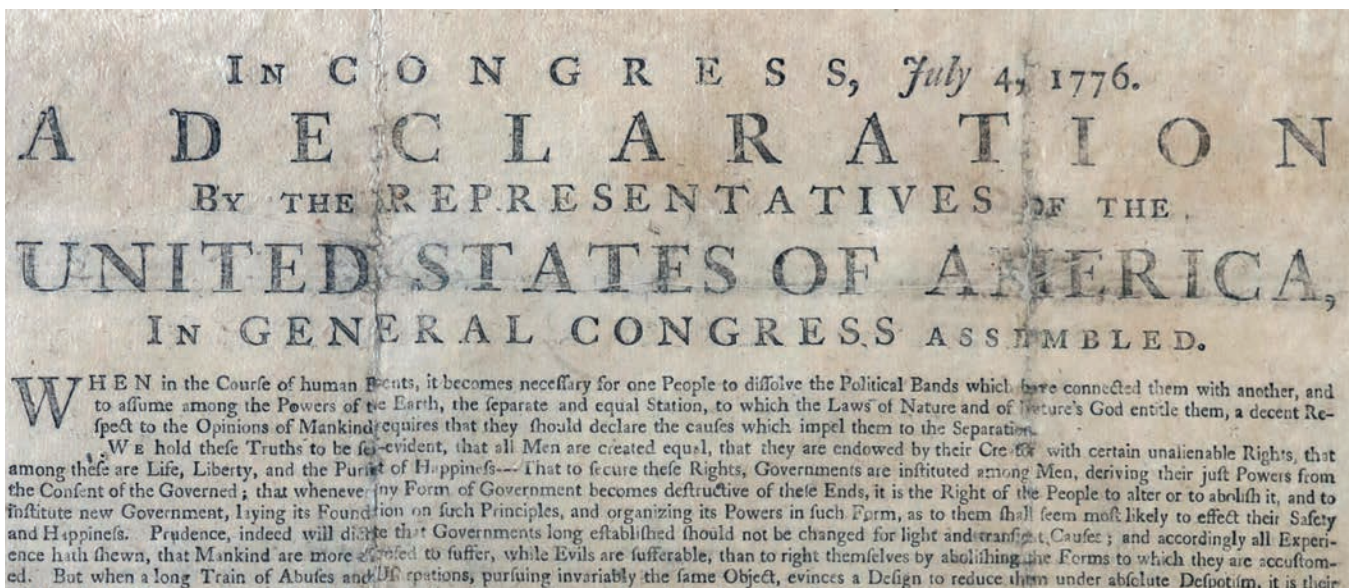 IN CONGRESS, July 4, 1776.
A DECLARATION
BY THE REPRESENTATIVES OF THE
UNITED STATES OF AMERICA,
IN GENERAL CONGRESS ASSEMBLED.
WHEN in the Courſe of human Events, it becomes neceſſary for one People to diſſolve the Political Bands which have connected them with another, and
to aſſume among the Powers of the Earth, the ſeparate and equal Station, to which the Laws of Nature and of Nature's God entitle them, a decent Re-
ſpect to the Opinions of Mankind requires that they ſhould declare the cauſes which impel them to the Separation.
WE hold theſe Truths to be ſelf-evident, that all Men are created equal, that they are endowed by their Creator with certain unalienable Rights, that
among theſe are Life, Liberty, and the Purſuit of Happineſs--- That to ſecure theſe Rights, Governments are inſtituted among Men, deriving their juſt Powers from
the Conſent of the Governed; that whenever any Form of Government becomes deſtructive of theſe Ends, it is the Right of the People to alter or to aboliſh it, and to
inſtitute new Government, laying its Foundation on ſuch Principles, and organizing its Powers in ſuch Form, as to them ſhall ſeem moſt likely to effect their Safety
and Happineſs. Prudence, indeed will dictate that Governments long eſtabliſhed ſhould not be changed for light and tranſient Cauſes; and accordingly all Experi-
ence hath ſhewn, that Mankind are more diſpoſed to ſuffer, while Evils are ſufferable, than to right themſelves by aboliſhing the Forms to which they are accuſtom-
ed. But when a long Train of Abuſes and Uſurpations, purſuing invariably the ſame Object, evinces a Deſign to reduce them under abſolute Deſpotiſm, it is their